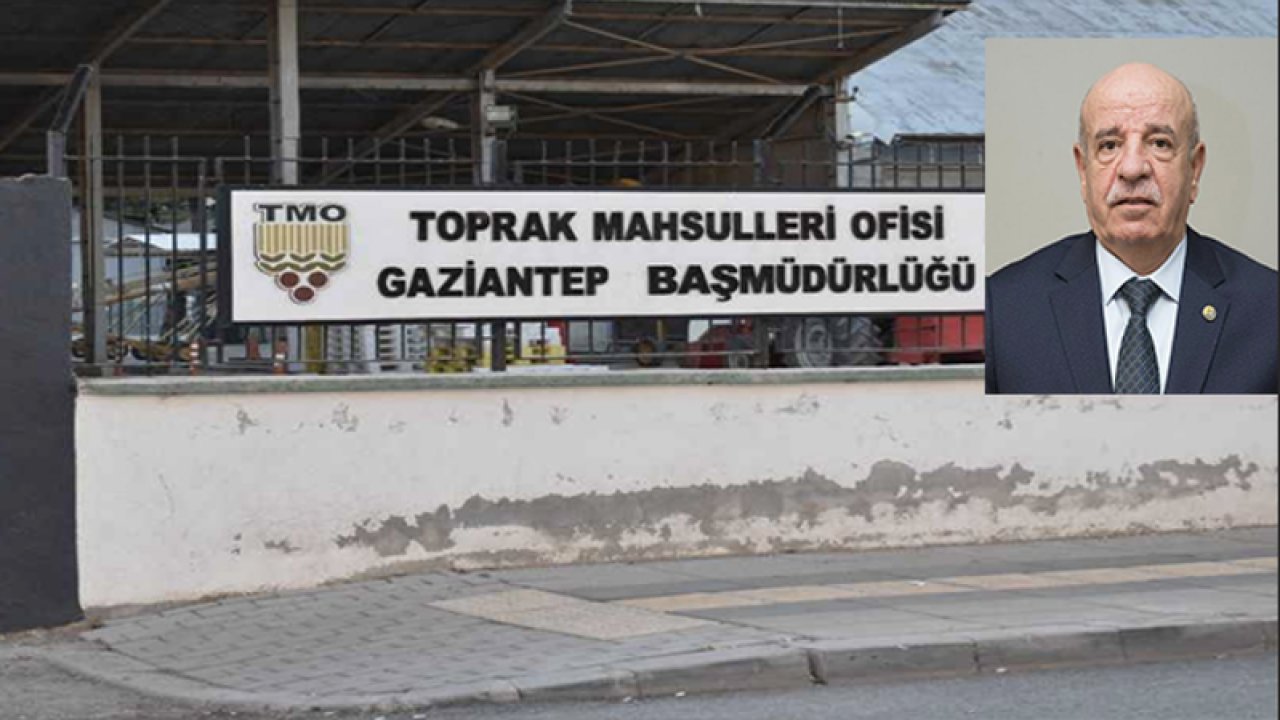 TMO
TOPRAK MAHSULLERİ OFİSİ
GAZİANTEP BAŞMÜDÜRLÜĞÜ